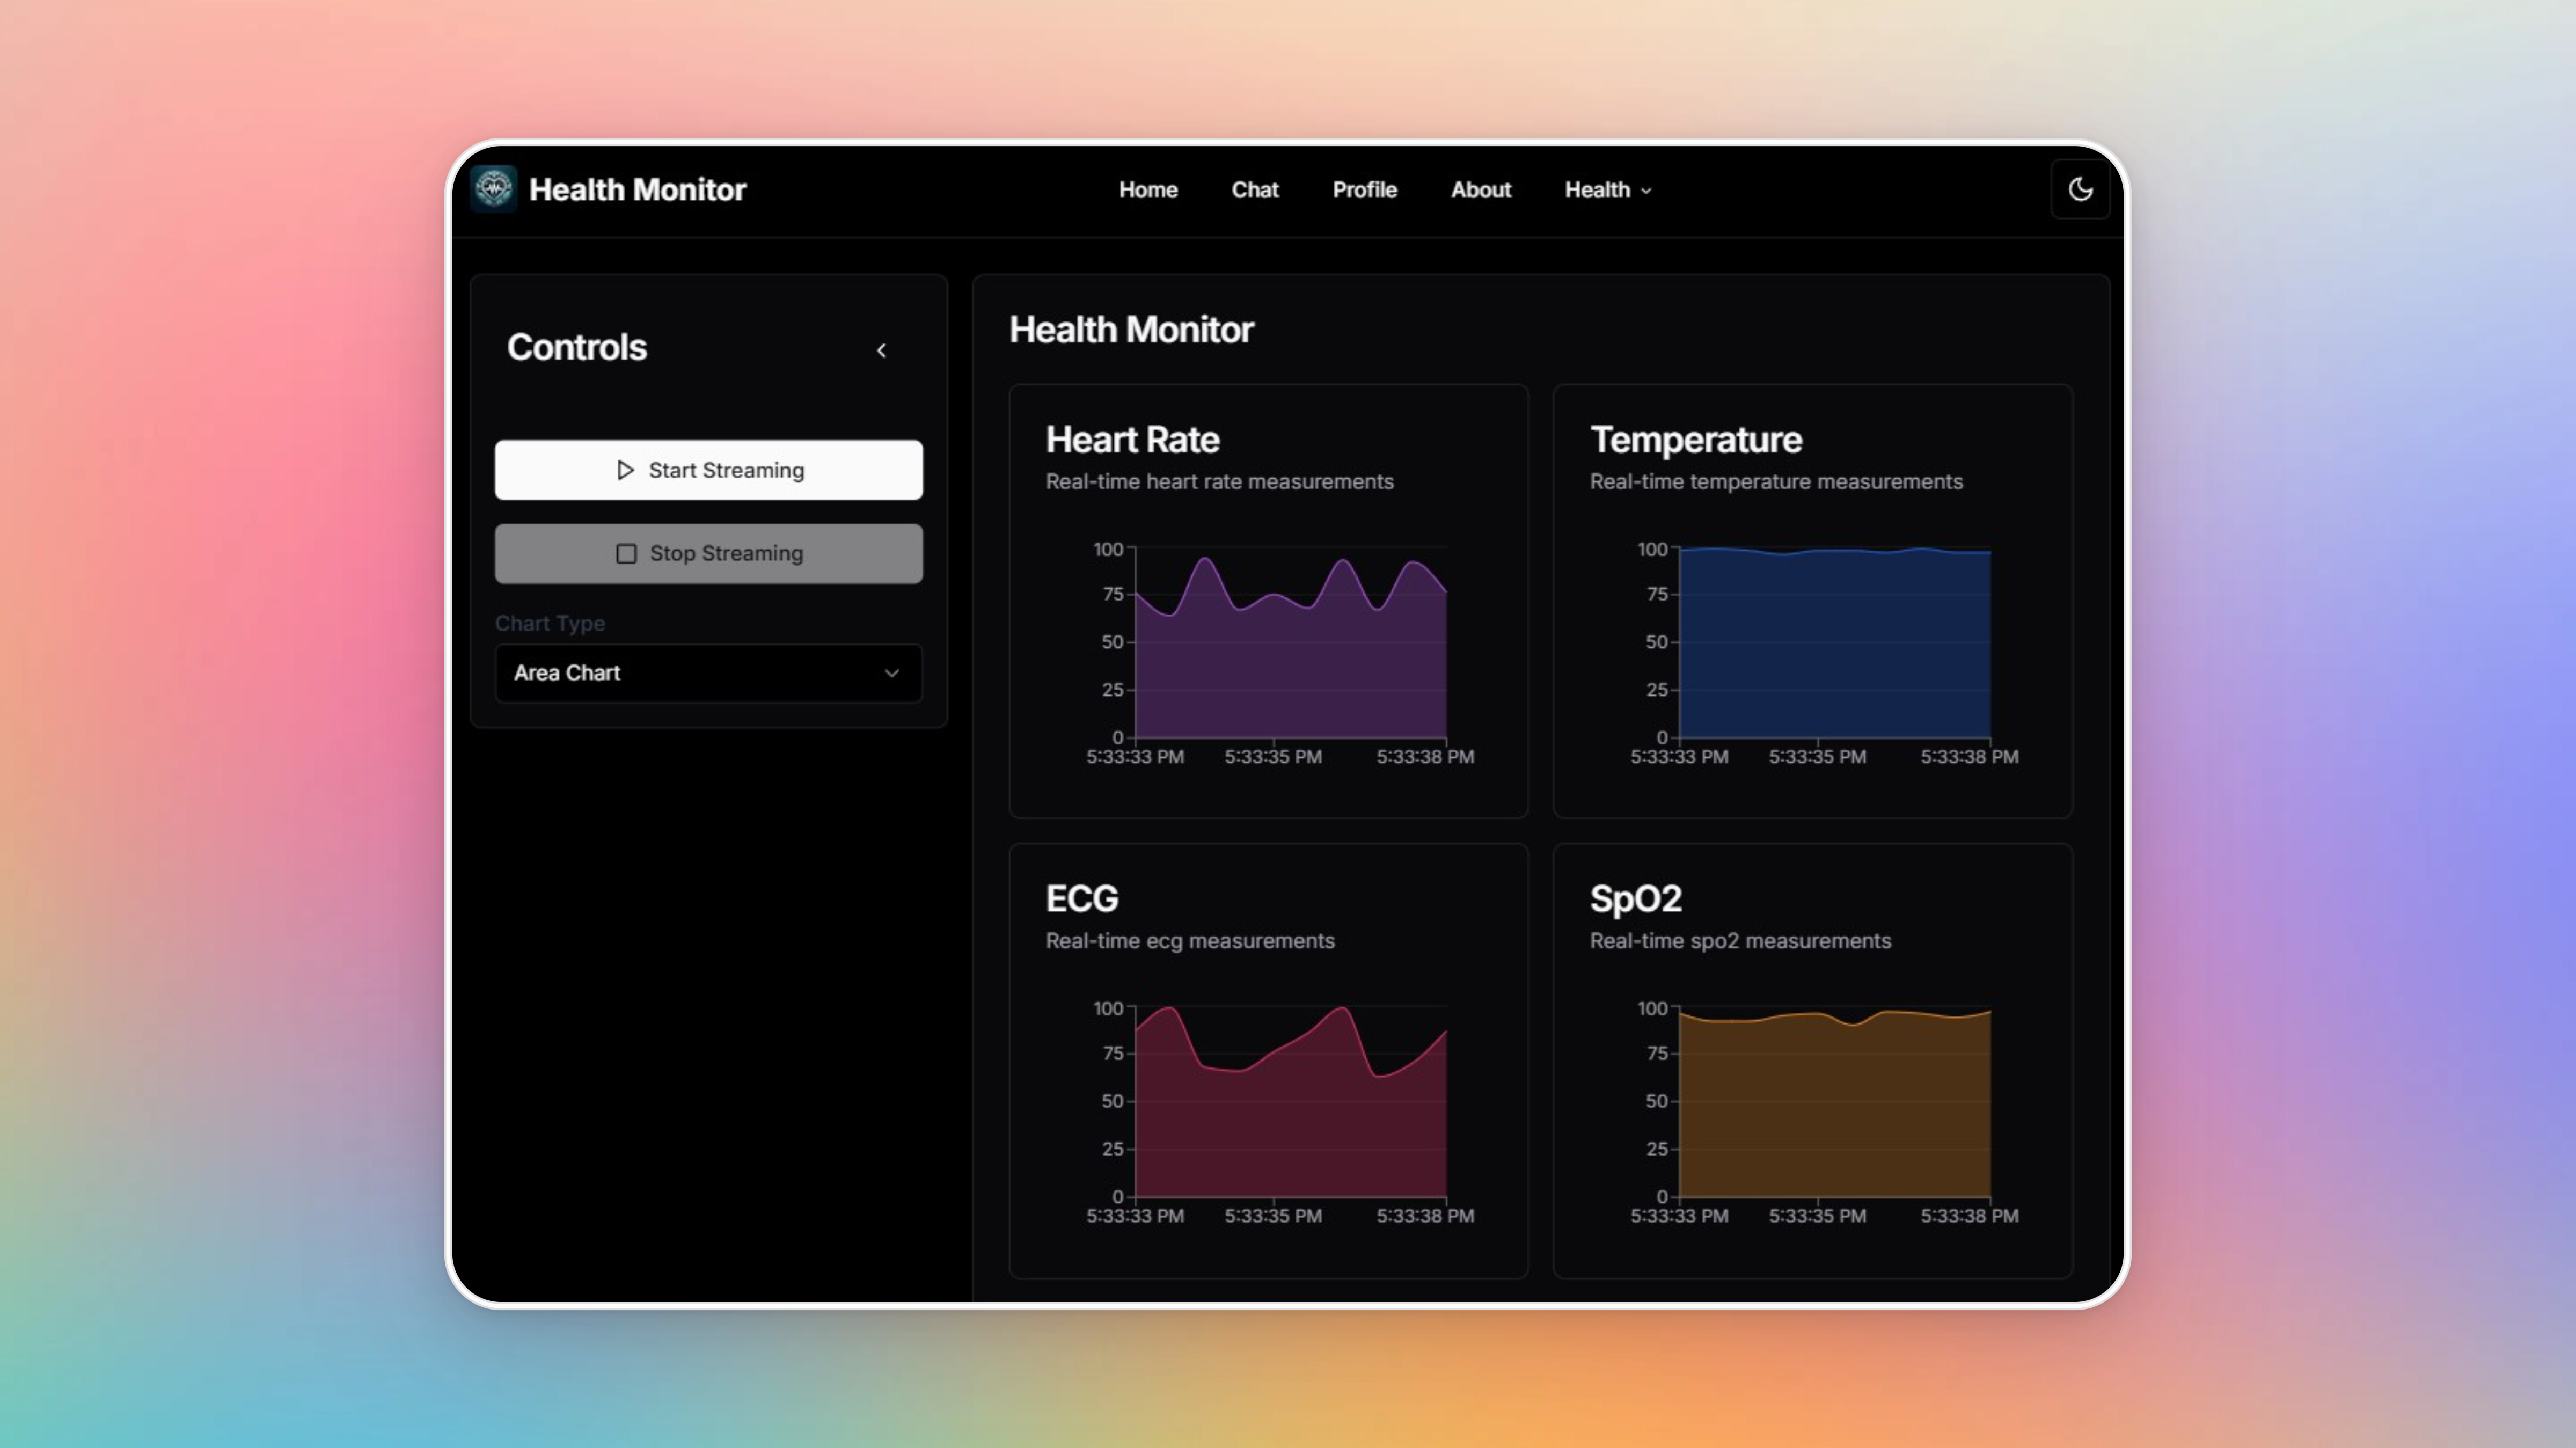 Health Monitor
Home Chat Profile About Health
Controls
Start Streaming
Stop Streaming
Chart Type
Area Chart
Health Monitor
Heart Rate
Real-time heart rate measurements
100
75
50
25
0
5:33:33 PM 5:33:35 PM 5:33:38 PM
Temperature
Real-time temperature measurements
100
75
50
25
0
5:33:33 PM 5:33:35 PM 5:33:38 PM
ECG
Real-time ecg measurements
100
75
50
25
0
5:33:33 PM 5:33:35 PM 5:33:38 PM
SpO2
Real-time spo2 measurements
100
75
50
25
0
5:33:33 PM 5:33:35 PM 5:33:38 PM